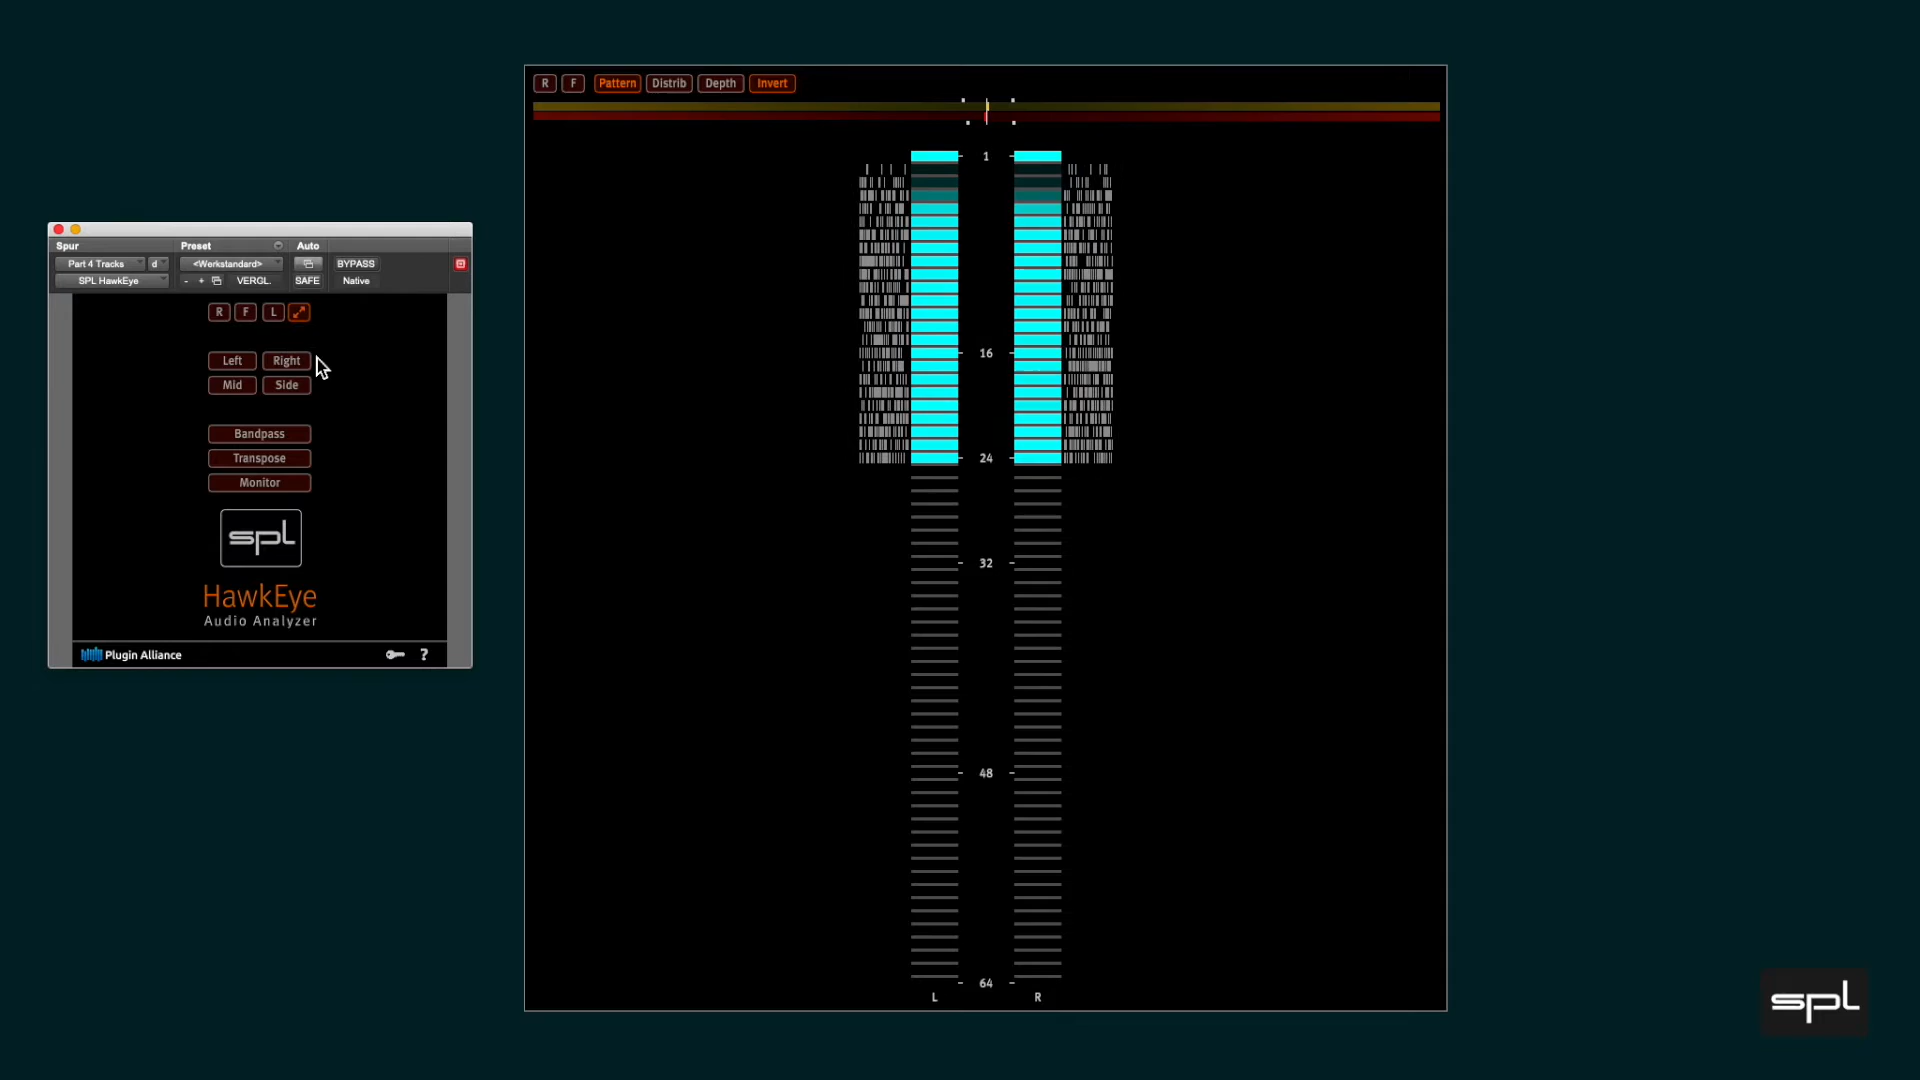 R F Pattern Distrib Depth Invert
1
16
24
32
48
64
L R
Spur Preset Auto
Part 4 Tracks d <Werkstandard> BYPASS
SPL HawkEye - + VERGL. SAFE Native
R F L
Left Right
Mid Side
Bandpass
Transpose
Monitor
spl
HawkEye
Audio Analyzer
Plugin Alliance ?
spl